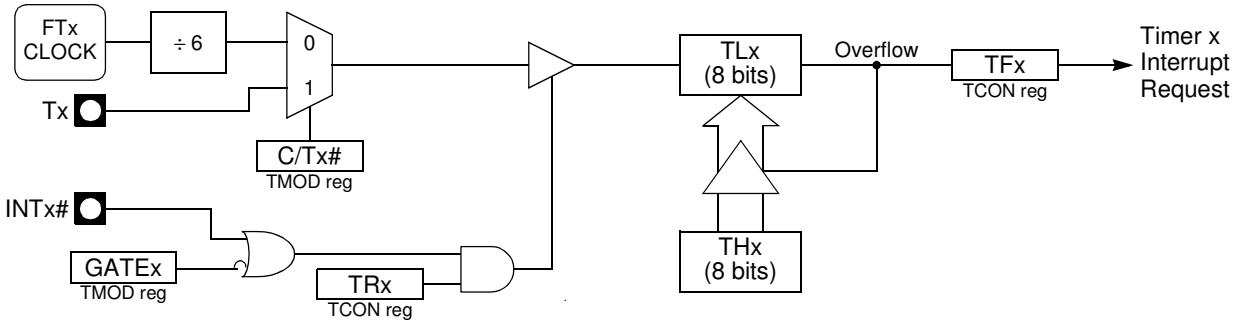 FTx
CLOCK
÷ 6
0
1
Tx
C/Tx#
TMOD reg
TLx
(8 bits)
Overflow
TFx
TCON reg
Timer x
Interrupt
Request
INTx#
GATEx
TMOD reg
TRx
TCON reg
THx
(8 bits)